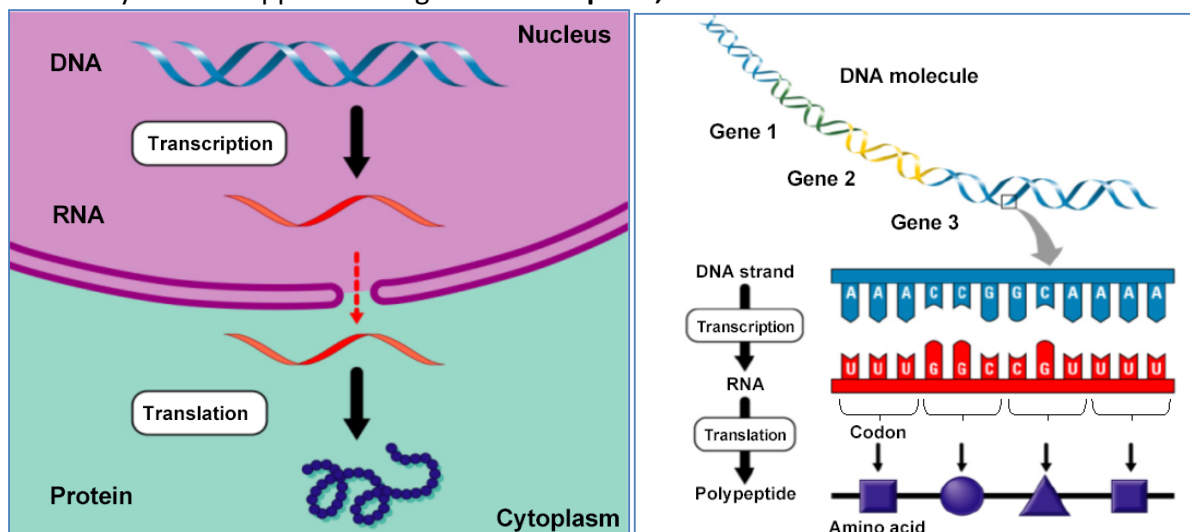 Nucleus
DNA
Transcription
RNA
Translation
Protein
Cytoplasm
DNA molecule
Gene 1
Gene 2
Gene 3
DNA strand
A A A C C G G C A A A A
Transcription
U U U G G C C G U U U U
RNA
Codon
Translation
Polypeptide
Amino acid